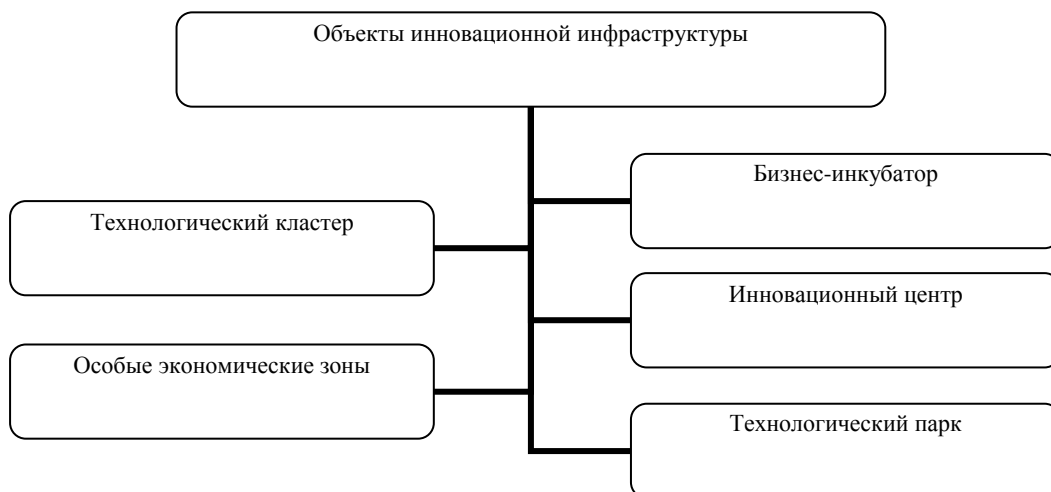 Объекты инновационной инфраструктуры
Бизнес-инкубатор
Технологический кластер
Инновационный центр
Особые экономические зоны
Технологический парк